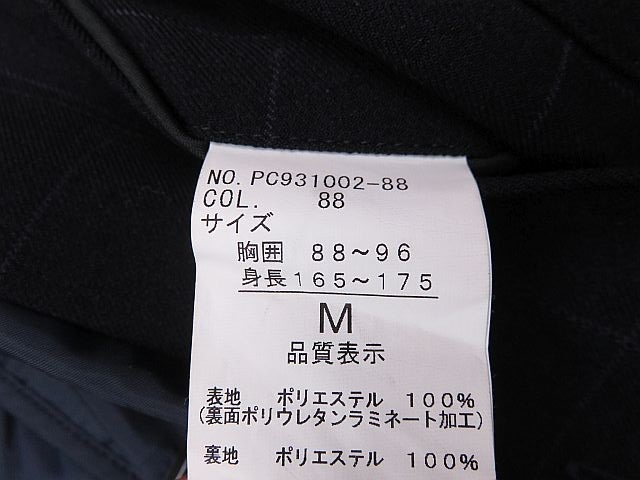 NO. PC931002-88
COL. 88
サイズ
胸囲 88～96
身長165～175
M
品質表示
表地 ポリエステル 100%
(裏面ポリウレタンラミネート加工)
裏地 ポリエステル 100%